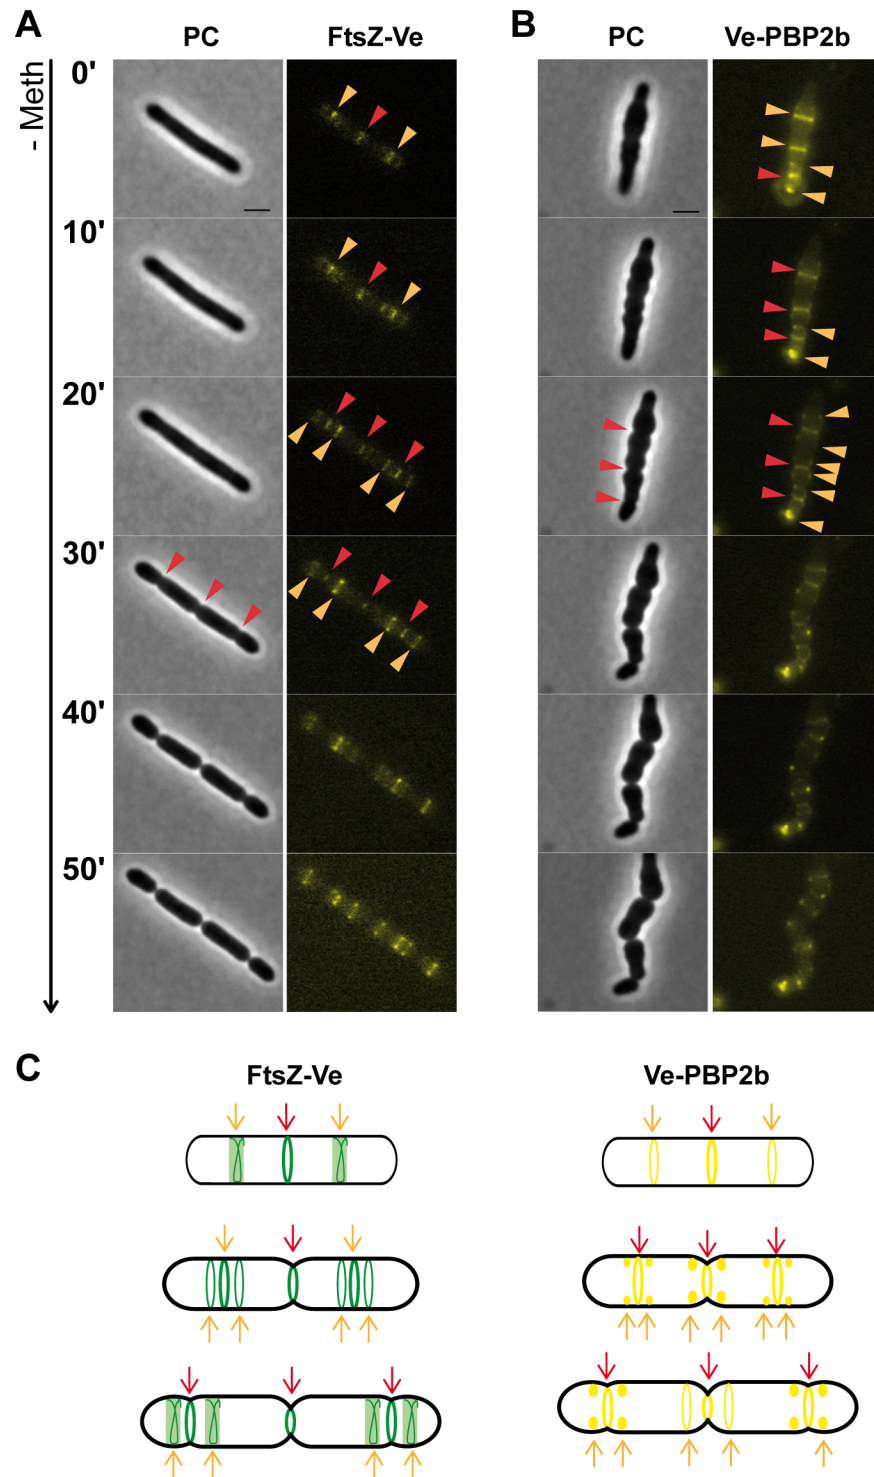 A
B
PC
FtsZ-Ve
PC
Ve-PBP2b
- Meth
0'
10'
20'
30'
40'
50'
C
FtsZ-Ve
Ve-PBP2b